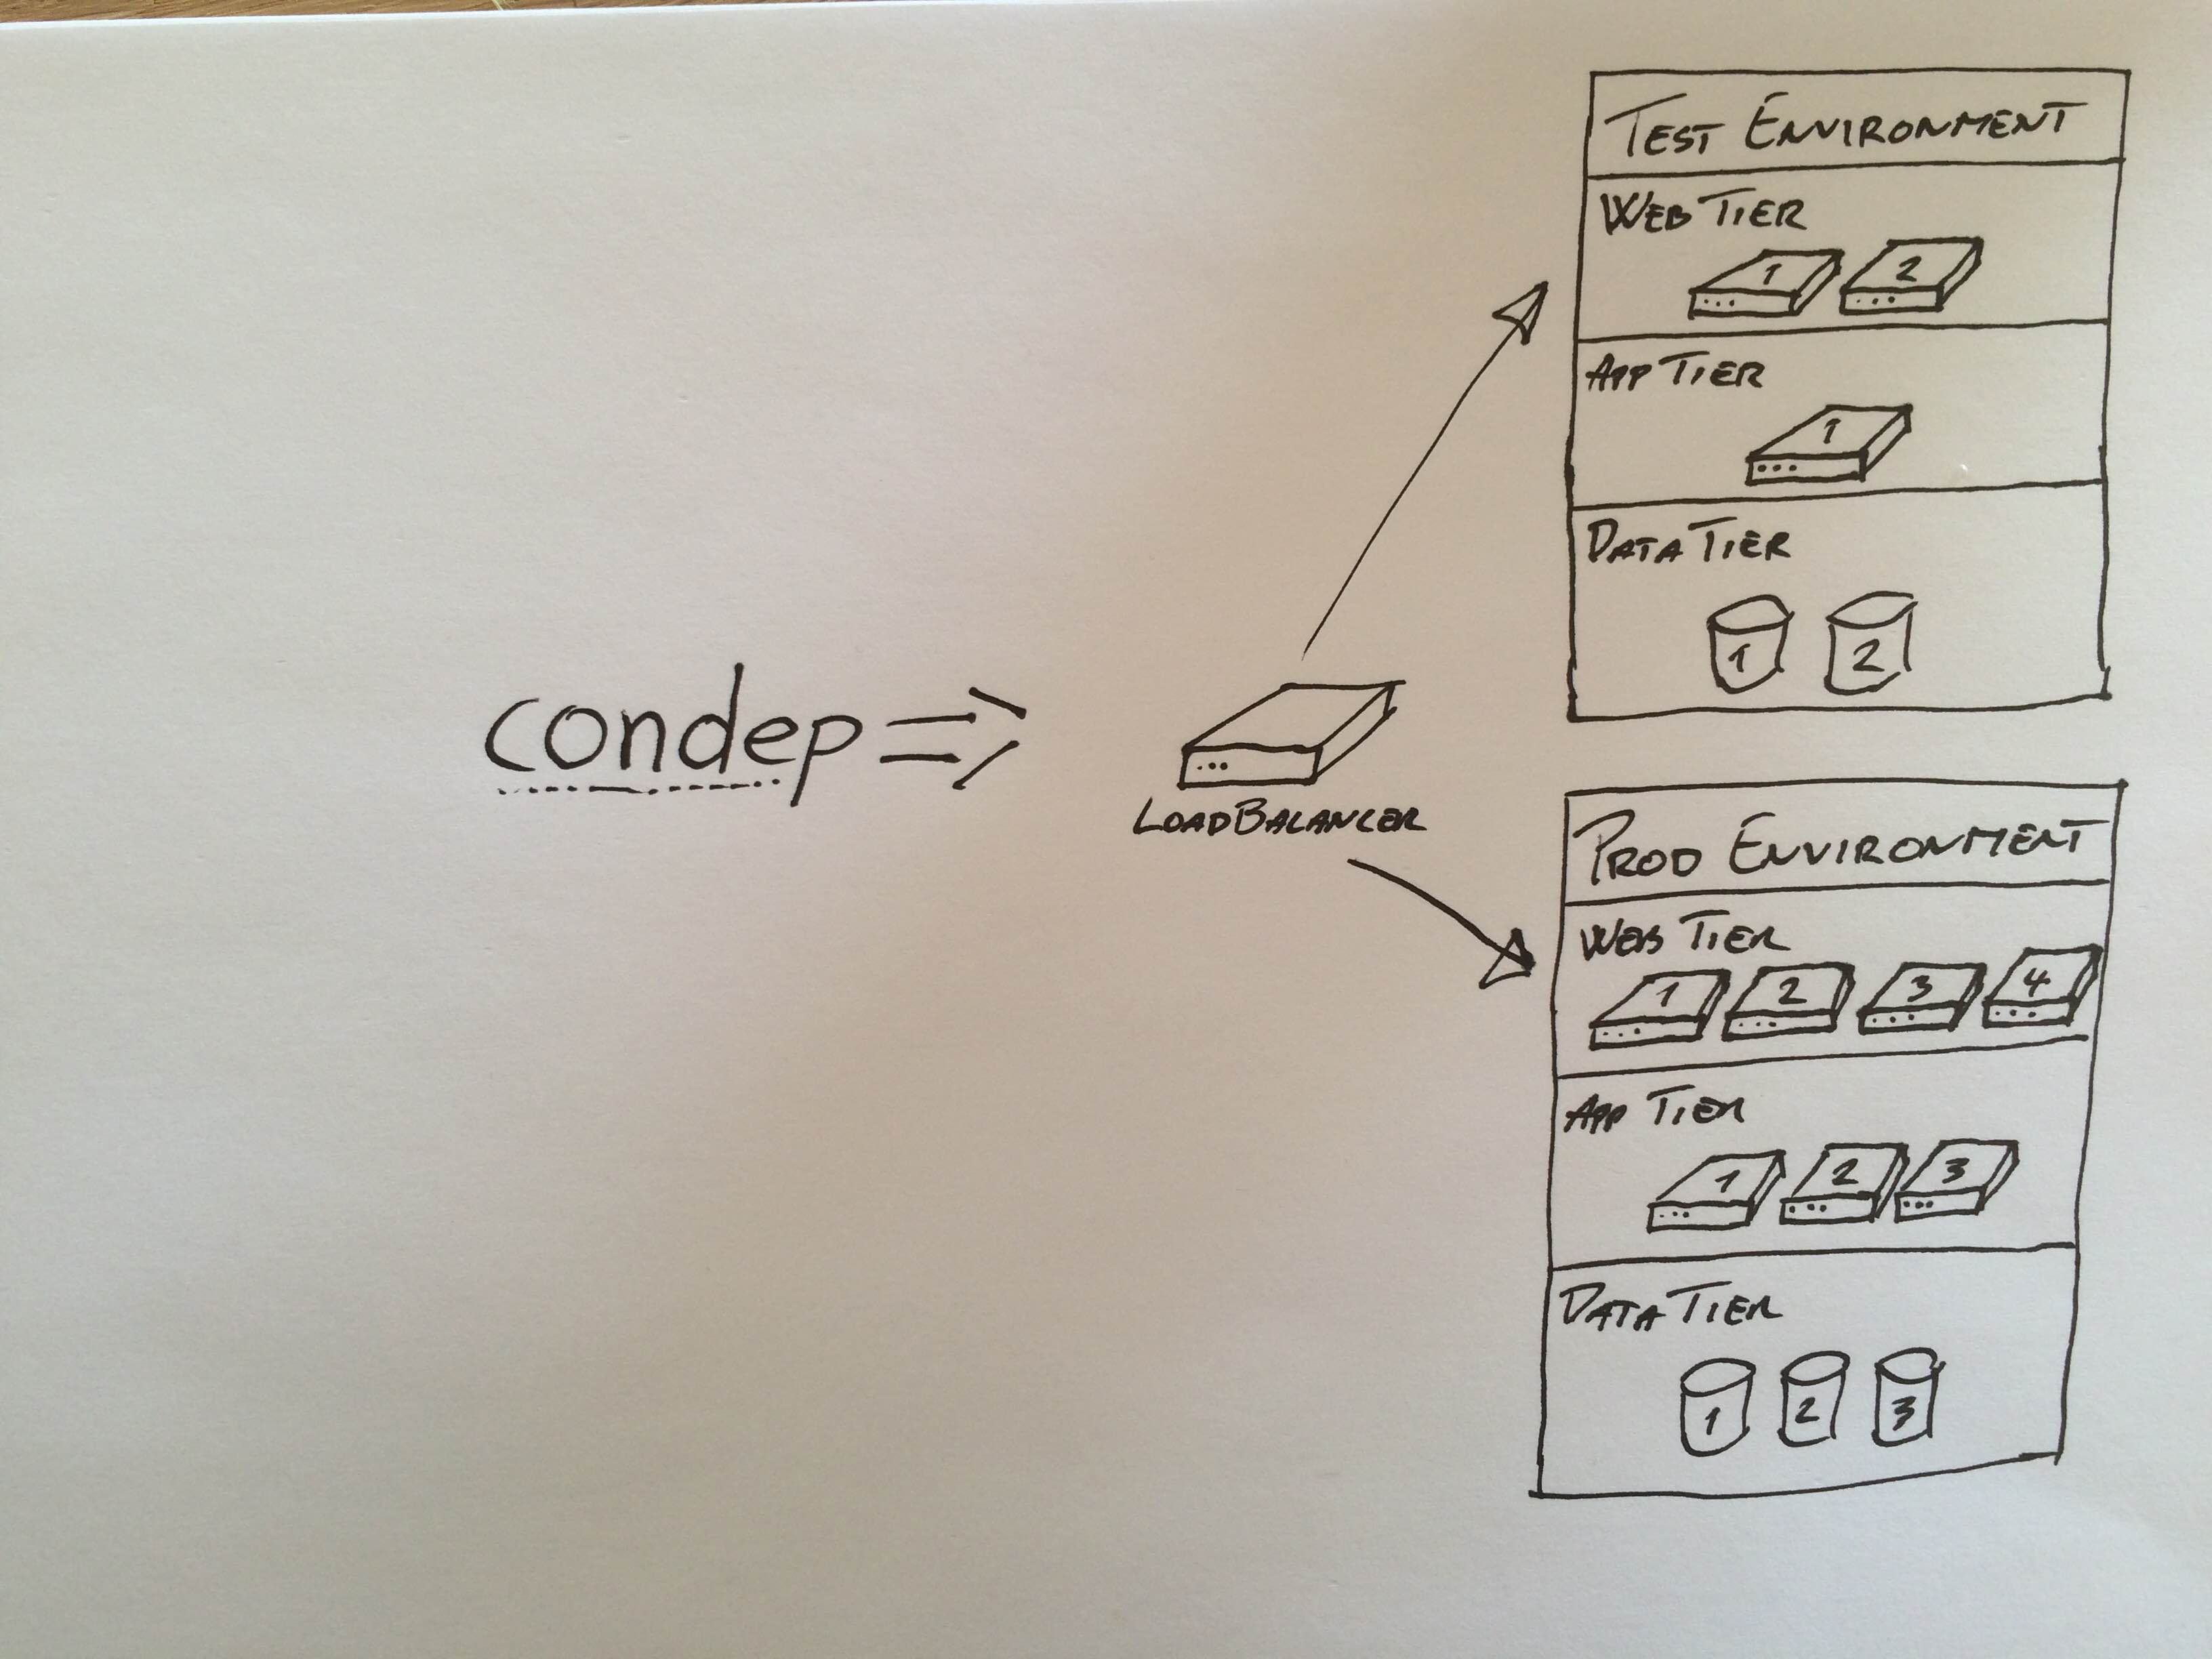 condep =>
LOADBALANCER
TEST ENVIRONMENT
WEB TIER
1 2
APP TIER
1
DATA TIER
1 2
PROD ENVIRONMENT
WEB TIER
1 2 3 4
APP TIER
1 2 3
DATA TIER
1 2 3